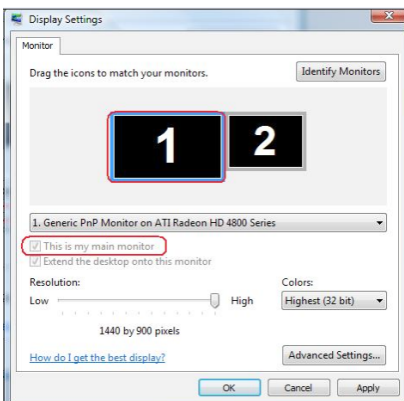 Display Settings
Monitor
Drag the icons to match your monitors.
Identify Monitors
1
2
1. Generic PnP Monitor on ATI Radeon HD 4800 Series
This is my main monitor
Extend the desktop onto this monitor
Resolution:
Colors:
Low
High
Highest (32 bit)
1440 by 900 pixels
How do I get the best display?
Advanced Settings...
OK
Cancel
Apply